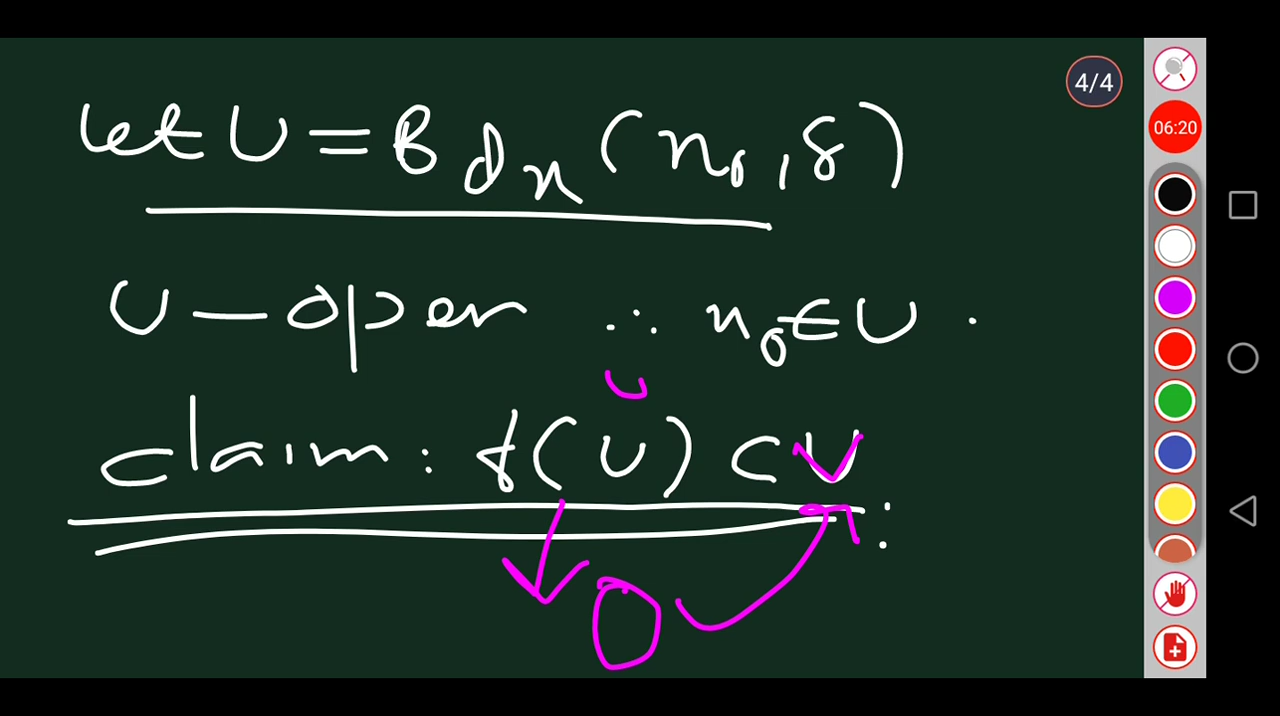 4/4
06:20
let U = B_{d_x}(x_0, δ)
U - open ∴ x_0 ∈ U .
U
claim : f(U) ⊂ V :